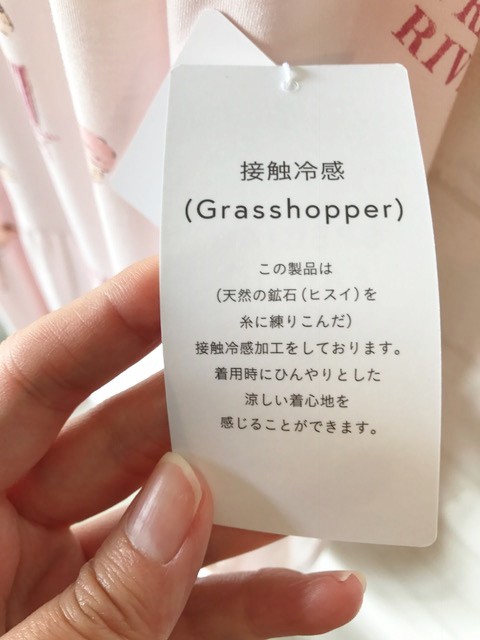 接触冷感
(Grasshopper)
この製品は
(天然の鉱石(ヒスイ)を
糸に練りこんだ)
接触冷感加工をしております。
着用時にひんやりとした
涼しい着心地を
感じることができます。